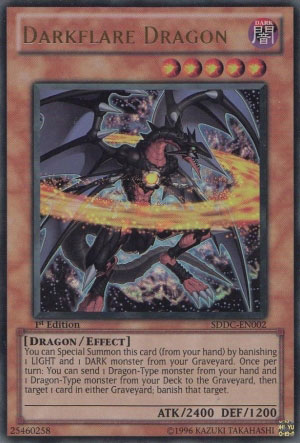 DARKFLARE DRAGON
DARK
闇
1st Edition
SDDC-EN002
[DRAGON/EFFECT]
You can Special Summon this card (from your hand) by banishing
1 LIGHT and 1 DARK monster from your Graveyard. Once per
turn: You can send 1 Dragon-Type monster from your hand and
1 Dragon-Type monster from your Deck to the Graveyard, then
target 1 card in either Graveyard; banish that target.
ATK/2400 DEF/1200
25460258
©1996 KAZUKI TAKAHASHI